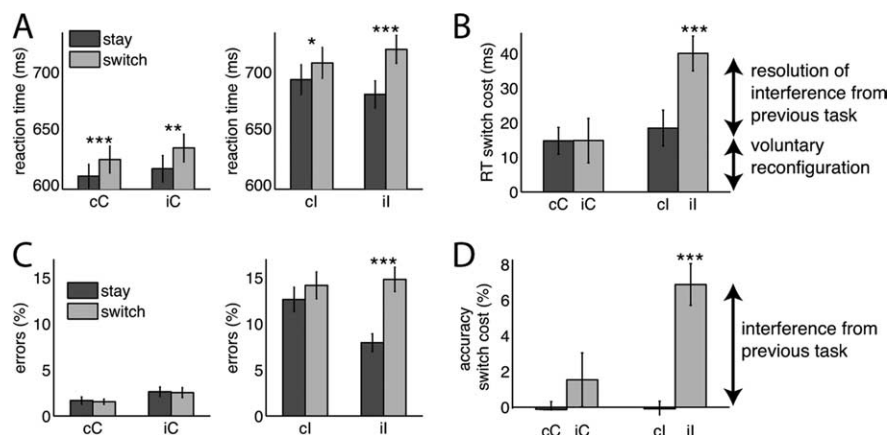 A
stay
switch
reaction time (ms)
700
650
600
***
**
cC
iC
reaction time (ms)
700
650
600
*
***
cI
iI
B
RT switch cost (ms)
40
30
20
10
0
***
cC
iC
cI
iI
resolution of
interference from
previous task
voluntary
reconfiguration
C
stay
switch
errors (%)
15
10
5
0
cC
iC
errors (%)
15
10
5
0
***
cI
iI
D
accuracy
switch cost (%)
8
6
4
2
0
***
cC
iC
cI
iI
interference from
previous task